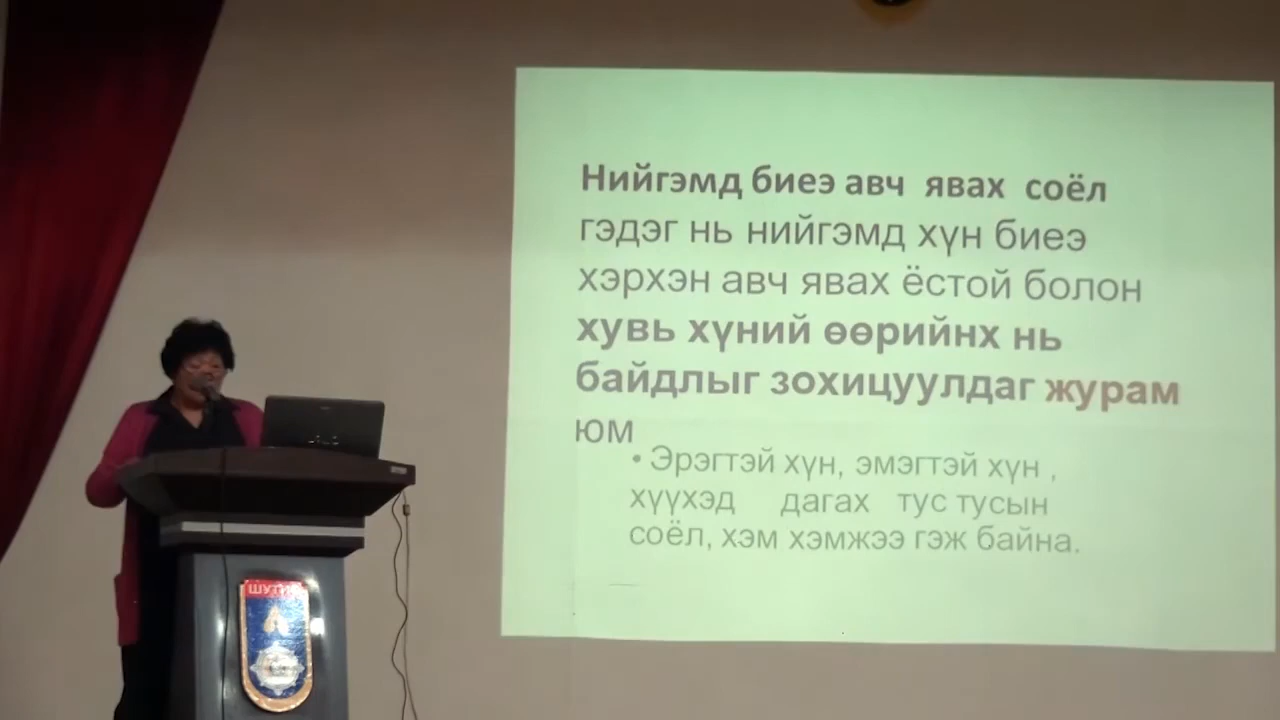 Нийгэмд биеэ авч явах соёл
гэдэг нь нийгэмд хүн биеэ
хэрхэн авч явах ёстой болон
хувь хүний өөрийнх нь
байдлыг зохицуулдаг журам
юм
• Эрэгтэй хүн, эмэгтэй хүн ,
хүүхэд дагах тус тусын
соёл, хэм хэмжээ гэж байна.